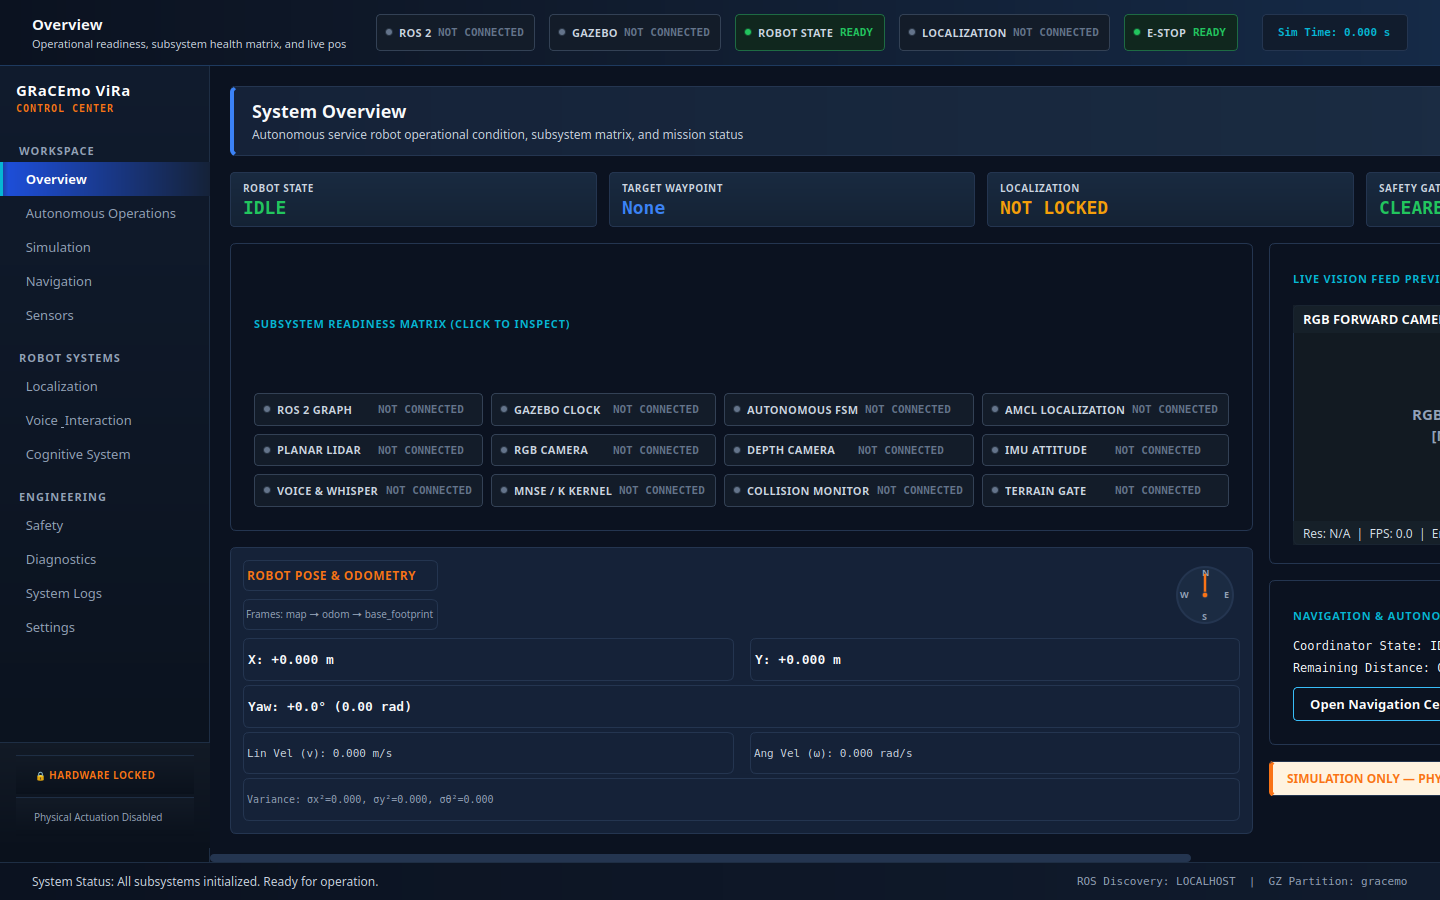 Overview
Operational readiness, subsystem health matrix, and live pos
ROS 2 NOT CONNECTED
GAZEBO NOT CONNECTED
ROBOT STATE READY
LOCALIZATION NOT CONNECTED
E-STOP READY
Sim Time: 0.000 s
GRaCEmo ViRa
CONTROL CENTER
WORKSPACE
Overview
Autonomous Operations
Simulation
Navigation
Sensors
ROBOT SYSTEMS
Localization
Voice _Interaction
Cognitive System
ENGINEERING
Safety
Diagnostics
System Logs
Settings
🔒 HARDWARE LOCKED
Physical Actuation Disabled
System Overview
Autonomous service robot operational condition, subsystem matrix, and mission status
ROBOT STATE
IDLE
TARGET WAYPOINT
None
LOCALIZATION
NOT LOCKED
SAFETY GAT
CLEARE
SUBSYSTEM READINESS MATRIX (CLICK TO INSPECT)
ROS 2 GRAPH NOT CONNECTED
GAZEBO CLOCK NOT CONNECTED
AUTONOMOUS FSM NOT CONNECTED
AMCL LOCALIZATION NOT CONNECTED
PLANAR LIDAR NOT CONNECTED
RGB CAMERA NOT CONNECTED
DEPTH CAMERA NOT CONNECTED
IMU ATTITUDE NOT CONNECTED
VOICE & WHISPER NOT CONNECTED
MNSE / K KERNEL NOT CONNECTED
COLLISION MONITOR NOT CONNECTED
TERRAIN GATE NOT CONNECTED
LIVE VISION FEED PREVI
RGB FORWARD CAME
RGB
[
Res: N/A | FPS: 0.0 | E
ROBOT POSE & ODOMETRY
Frames: map → odom → base_footprint
N
W E
S
X: +0.000 m
Y: +0.000 m
Yaw: +0.0° (0.00 rad)
Lin Vel (v): 0.000 m/s
Ang Vel (ω): 0.000 rad/s
Variance: σx²=0.000, σy²=0.000, σθ²=0.000
NAVIGATION & AUTONO
Coordinator State: I
Remaining Distance:
Open Navigation Ce
SIMULATION ONLY — PHY
System Status: All subsystems initialized. Ready for operation.
ROS Discovery: LOCALHOST | GZ Partition: gracemo